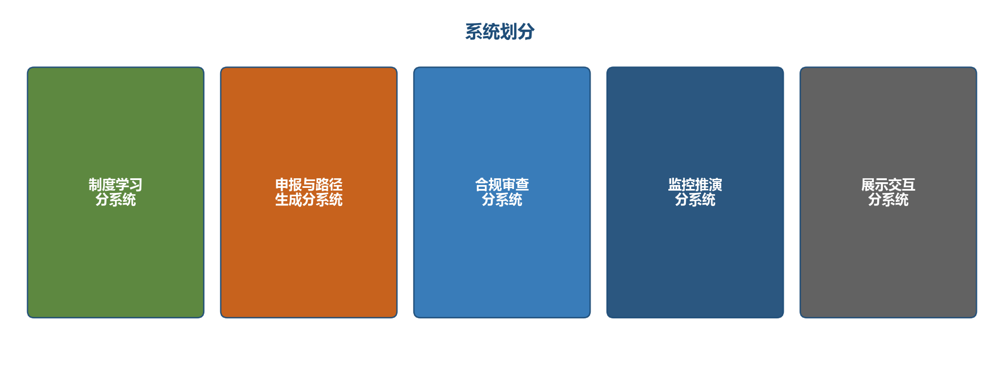 系统划分
制度学习
分系统
申报与路径
生成分系统
合规审查
分系统
监控推演
分系统
展示交互
分系统